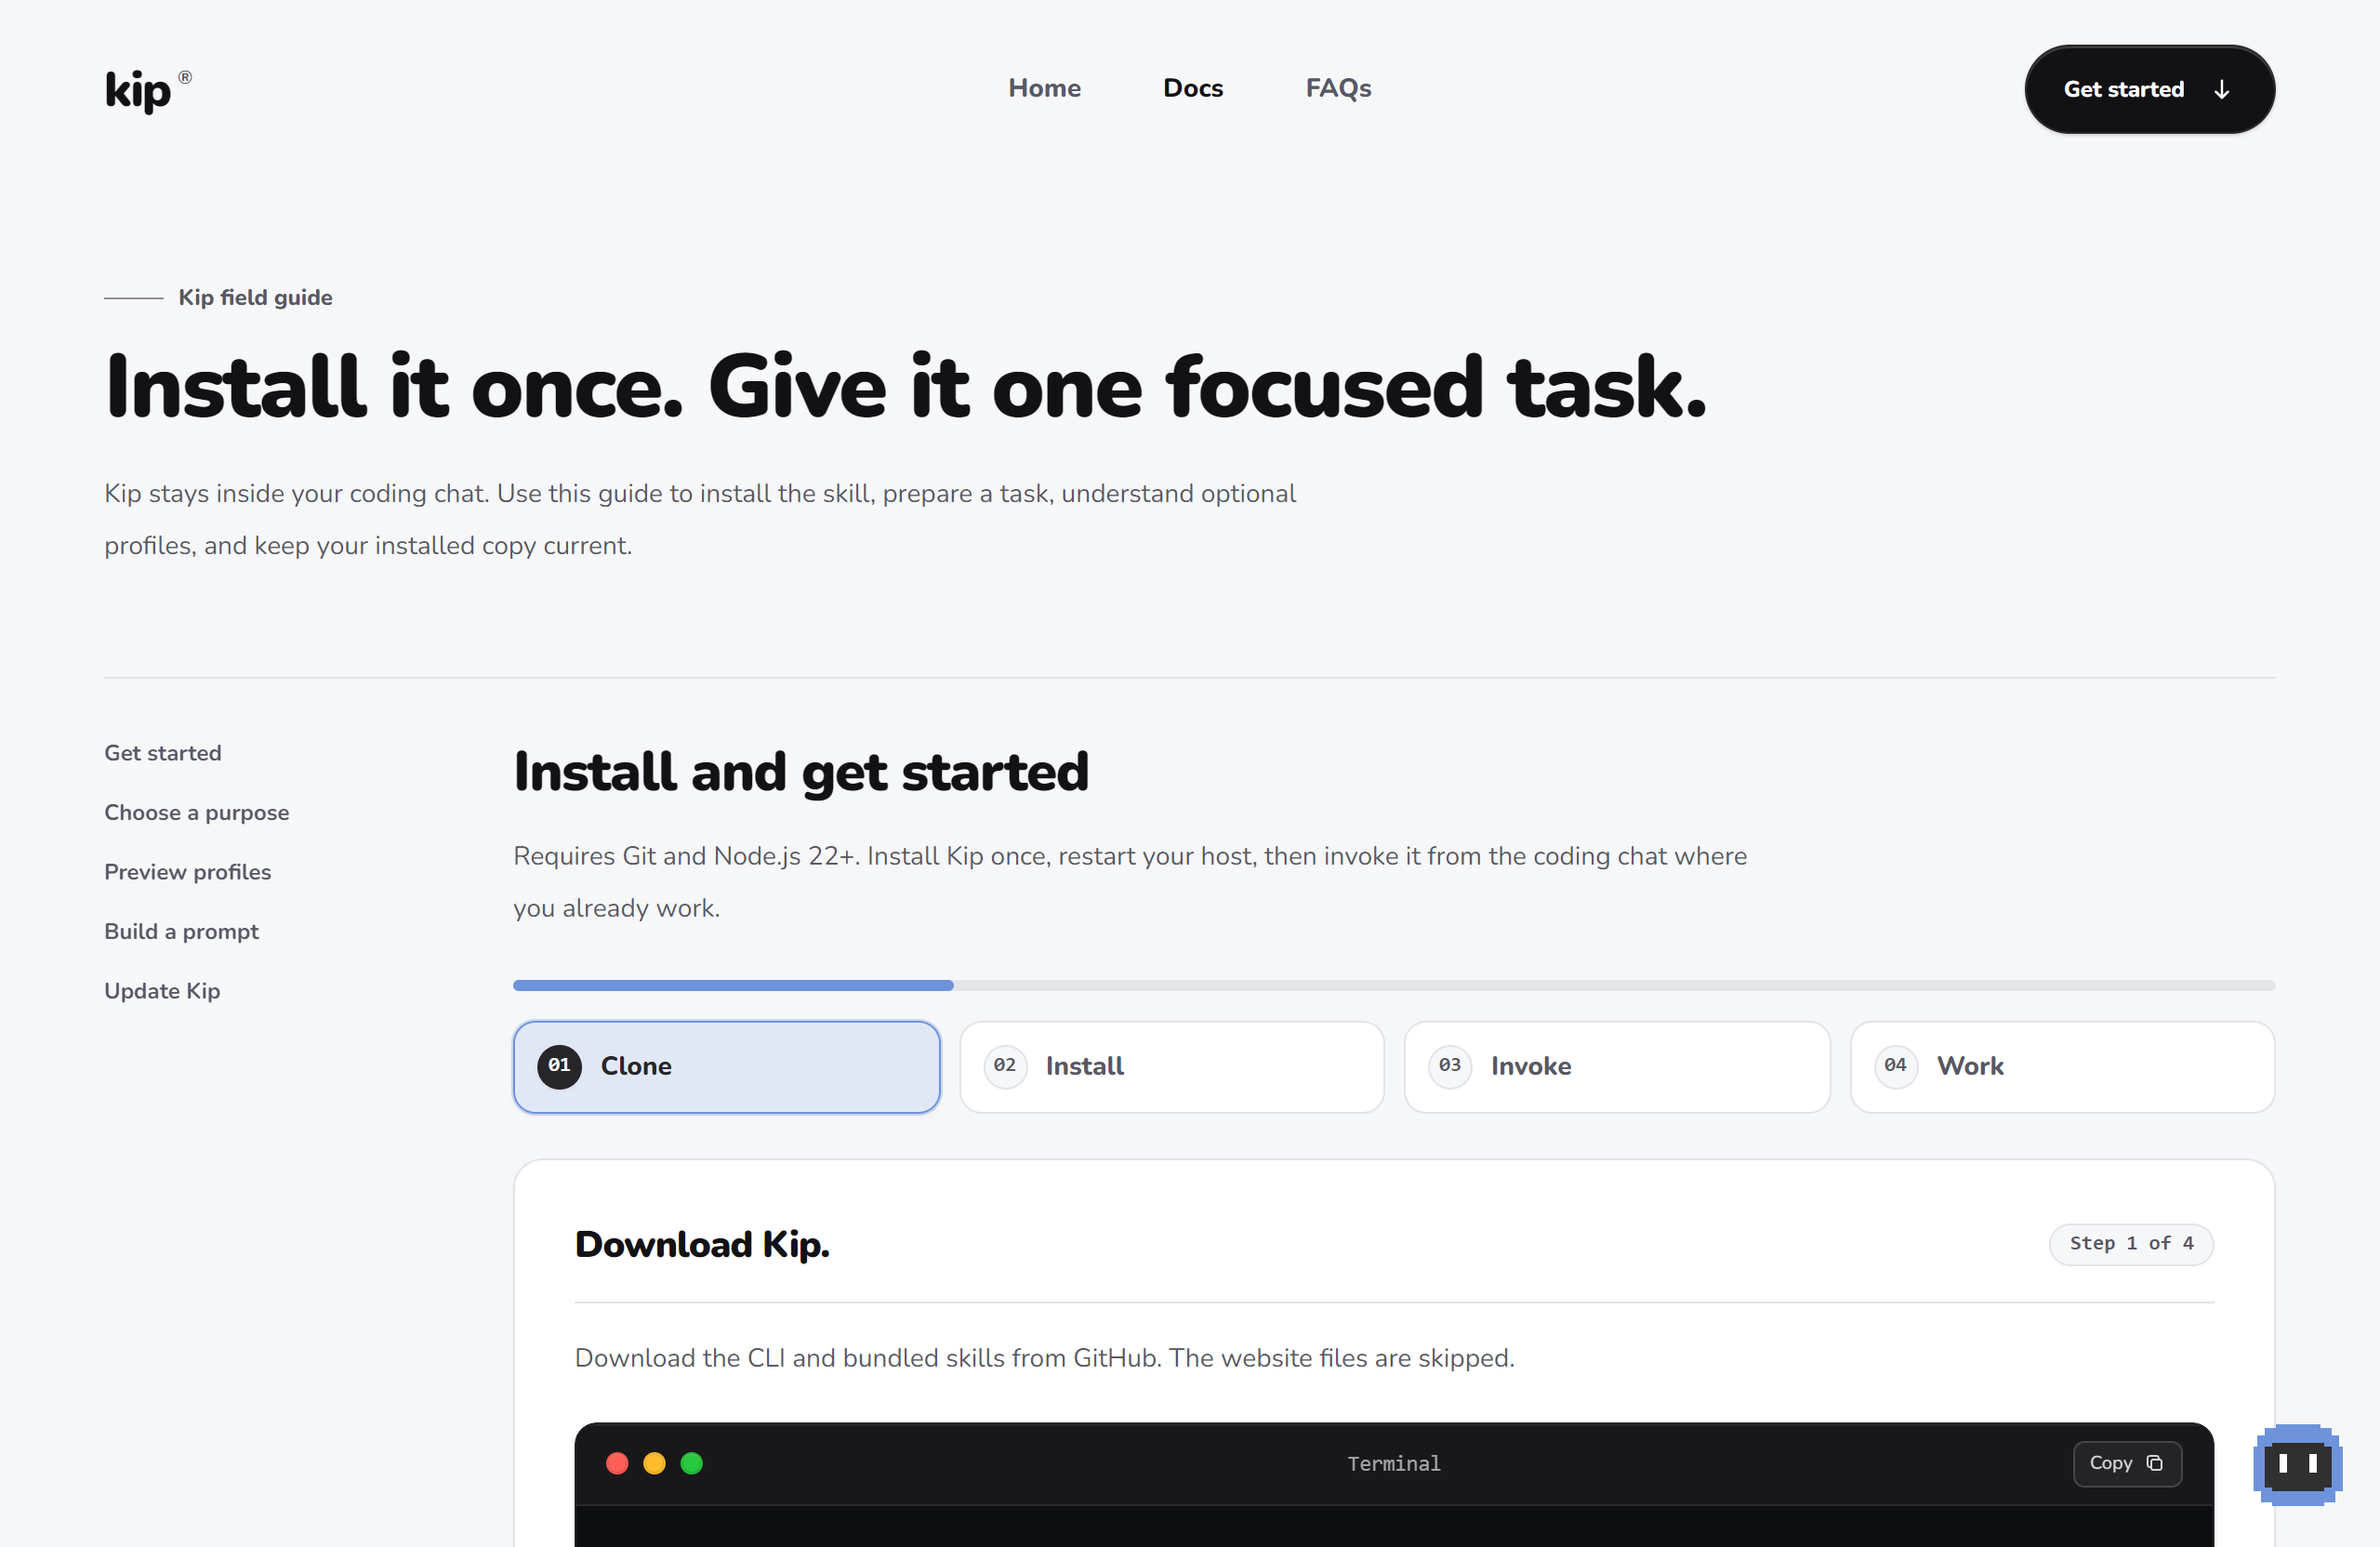 kip ®
Home
Docs
FAQs
Get started
Kip field guide
Install it once. Give it one focused task.
Kip stays inside your coding chat. Use this guide to install the skill, prepare a task, understand optional
profiles, and keep your installed copy current.
Get started
Choose a purpose
Preview profiles
Build a prompt
Update Kip
Install and get started
Requires Git and Node.js 22+. Install Kip once, restart your host, then invoke it from the coding chat where
you already work.
01 Clone
02 Install
03 Invoke
04 Work
Download Kip.
Step 1 of 4
Download the CLI and bundled skills from GitHub. The website files are skipped.
Terminal
Copy